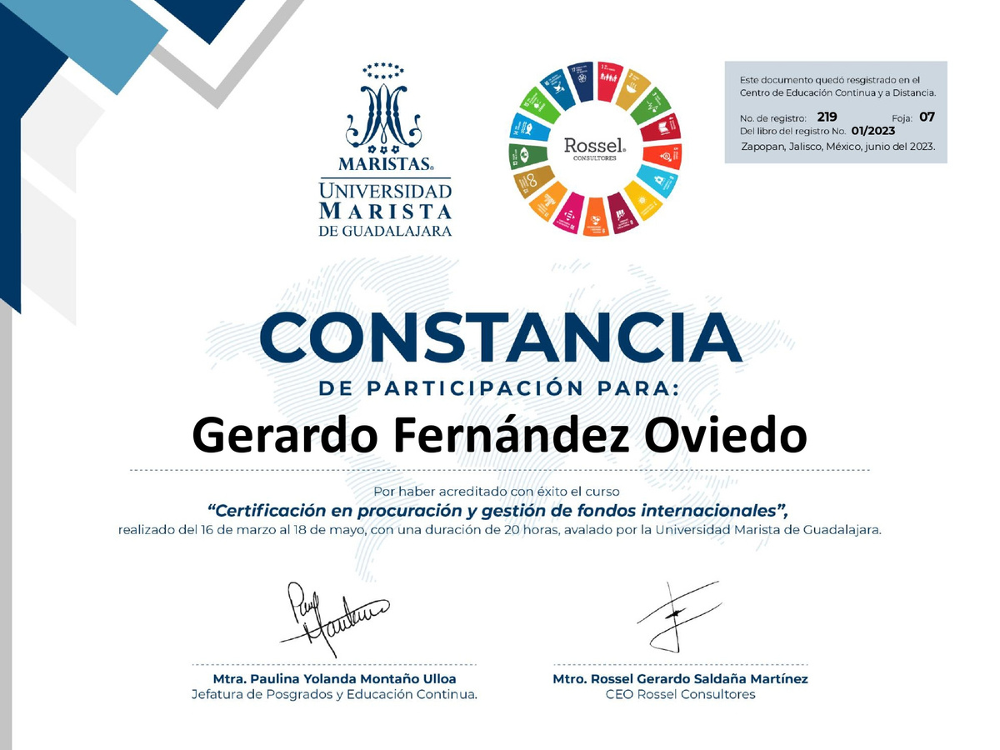 MARISTAS®
UNIVERSIDAD
MARISTA
DE GUADALAJARA
Rossel®
CONSULTORES
Este documento quedó resgistrado en el
Centro de Educación Continua y a Distancia.
No. de registro: 219 Foja: 07
Del libro del registro No. 01/2023
Zapopan, Jalisco, México, junio del 2023.
CONSTANCIA
DE PARTICIPACIÓN PARA:
Gerardo Fernández Oviedo
Por haber acreditado con éxito el curso
“Certificación en procuración y gestión de fondos internacionales”,
realizado del 16 de marzo al 18 de mayo, con una duración de 20 horas, avalado por la Universidad Marista de Guadalajara.
Mtra. Paulina Yolanda Montaño Ulloa
Jefatura de Posgrados y Educación Continua.
Mtro. Rossel Gerardo Saldaña Martínez
CEO Rossel Consultores